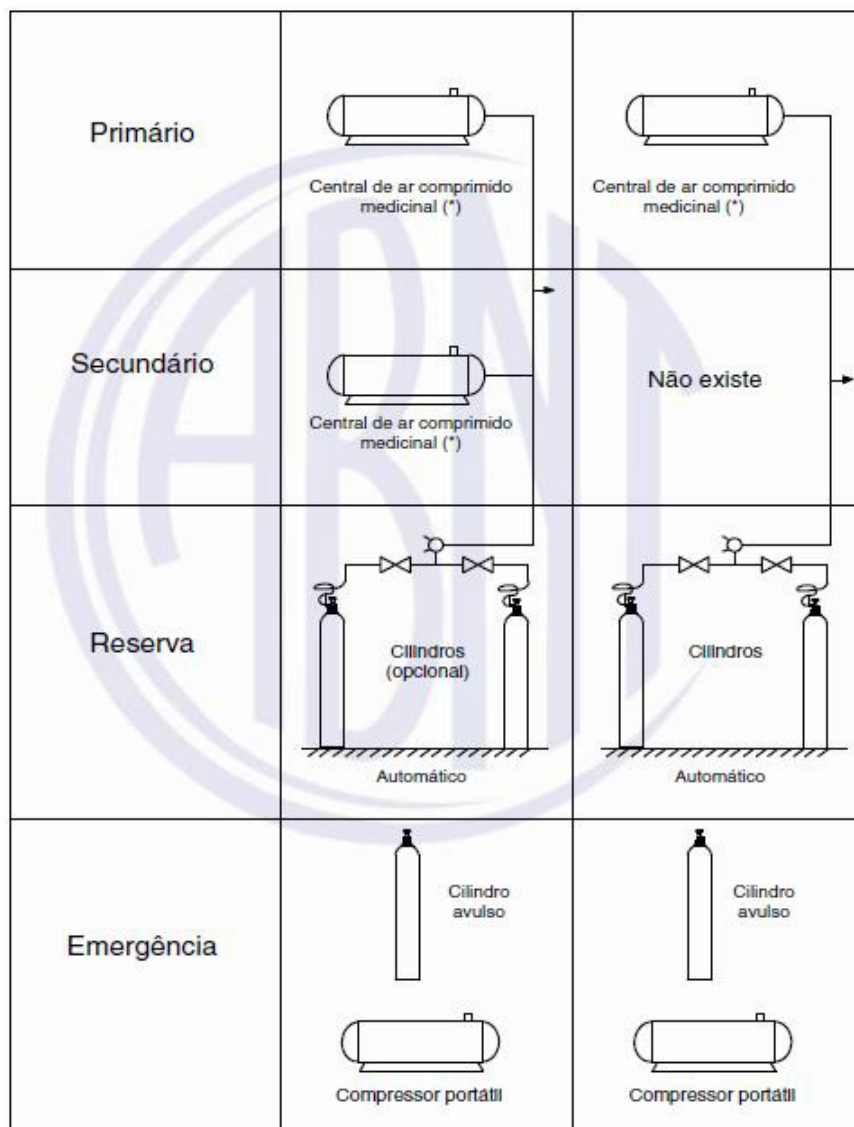 Primário
Central de ar comprimido
medicinal (*)
Central de ar comprimido
medicinal (*)
Secundário
Central de ar comprimido
medicinal (*)
Não existe
Reserva
Cilindros
(opcional)
Automático
Cilindros
Automático
Emergência
Cilindro
avulso
Compressor portátil
Cilindro
avulso
Compressor portátil
ABNT